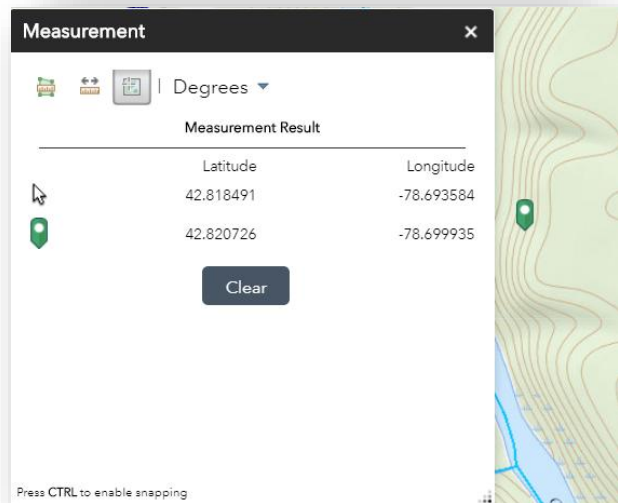 Measurement ×
| Degrees
Measurement Result
Latitude Longitude
42.818491 -78.693584
42.820726 -78.699935
Clear
Press CTRL to enable snapping